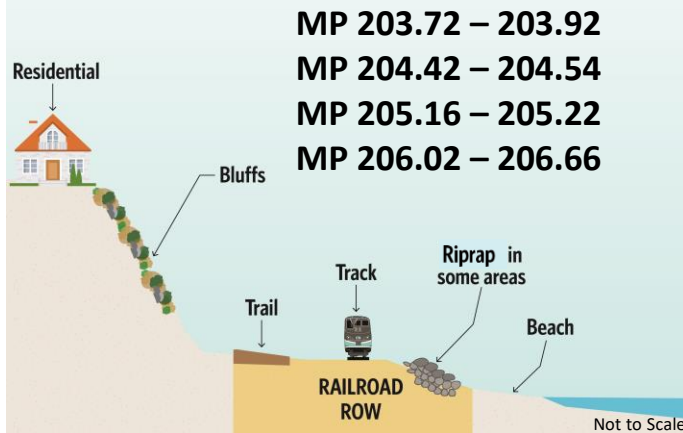 MP 203.72 – 203.92
MP 204.42 – 204.54
MP 205.16 – 205.22
MP 206.02 – 206.66
Residential
Bluffs
Trail
Track
Riprap in
some areas
Beach
RAILROAD
ROW
Not to Scale